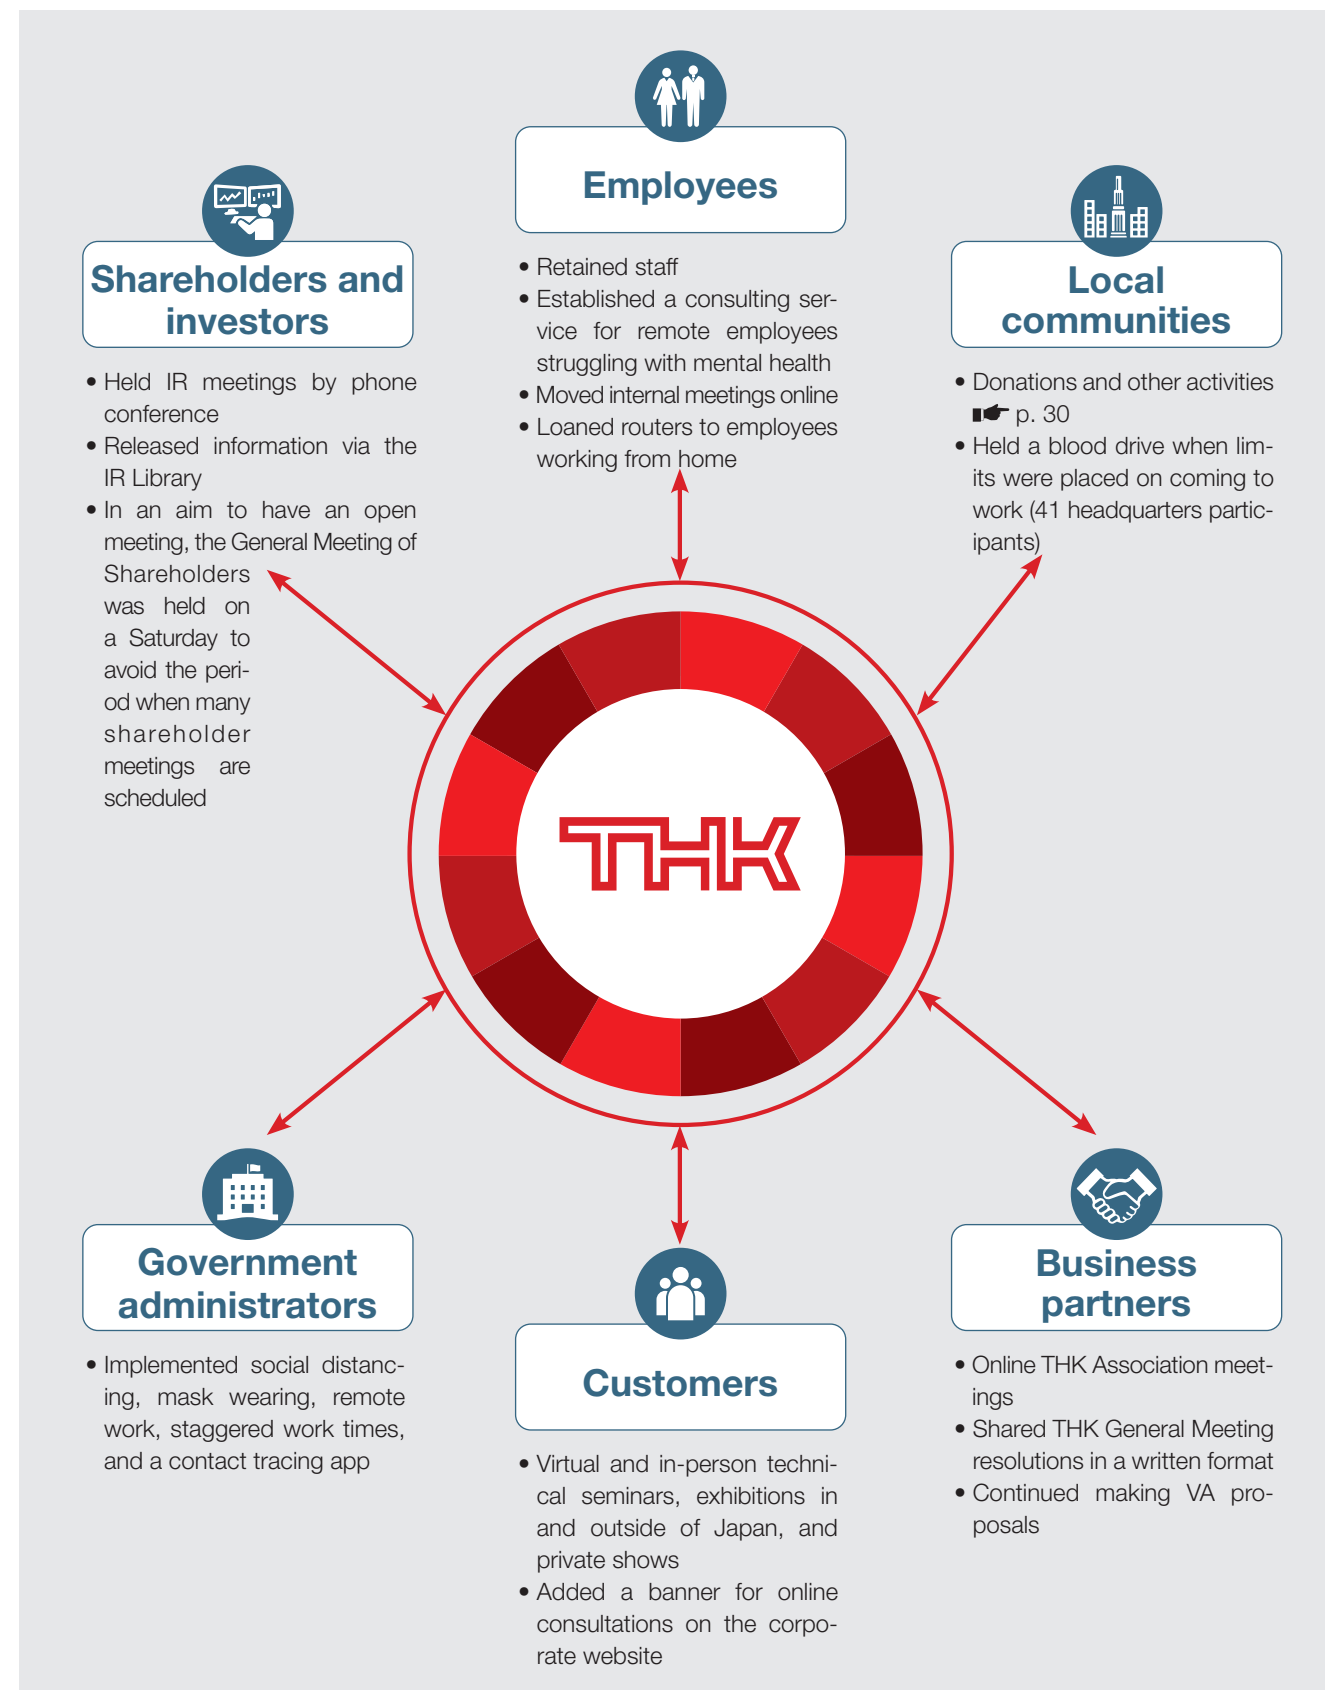 Employees
• Retained staff
• Established a consulting ser-
vice for remote employees
struggling with mental health
• Moved internal meetings online
• Loaned routers to employees
working from home
Shareholders and
investors
• Held IR meetings by phone
conference
• Released information via the
IR Library
• In an aim to have an open
meeting, the General Meeting of
Shareholders
was held on
a Saturday to
avoid the peri-
od when many
shareholder
meetings are
scheduled
Local
communities
• Donations and other activities
p. 30
• Held a blood drive when lim-
its were placed on coming to
work (41 headquarters partic-
ipants)
THK
Government
administrators
• Implemented social distanc-
ing, mask wearing, remote
work, staggered work times,
and a contact tracing app
Customers
• Virtual and in-person techni-
cal seminars, exhibitions in
and outside of Japan, and
private shows
• Added a banner for online
consultations on the corpo-
rate website
Business
partners
• Online THK Association meet-
ings
• Shared THK General Meeting
resolutions in a written format
• Continued making VA pro-
posals